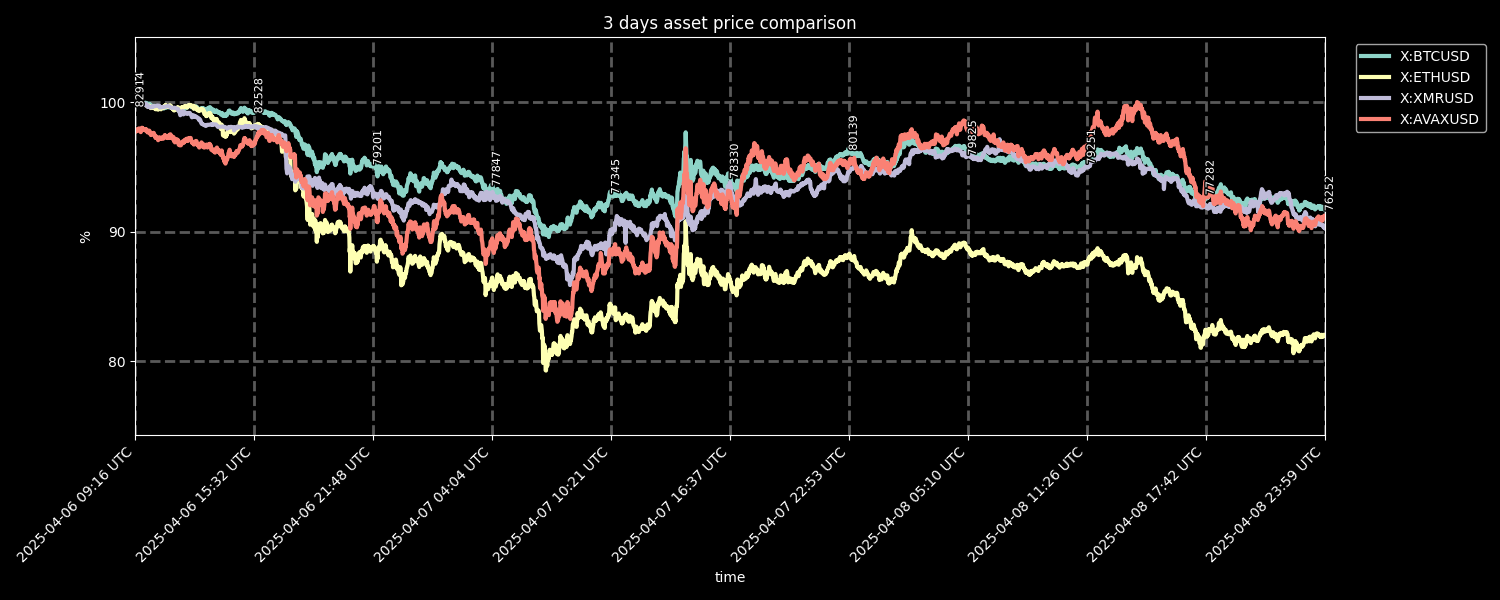 3 days asset price comparison
X:BTCUSD
X:ETHUSD
X:XMRUSD
X:AVAXUSD
100
90
80
%
82914
82528
79201
77847
77345
78330
80139
79825
79251
77282
76252
2025-04-06 09:16 UTC
2025-04-06 15:32 UTC
2025-04-06 21:48 UTC
2025-04-07 04:04 UTC
2025-04-07 10:21 UTC
2025-04-07 16:37 UTC
2025-04-07 22:53 UTC
2025-04-08 05:10 UTC
2025-04-08 11:26 UTC
2025-04-08 17:42 UTC
2025-04-08 23:59 UTC
time